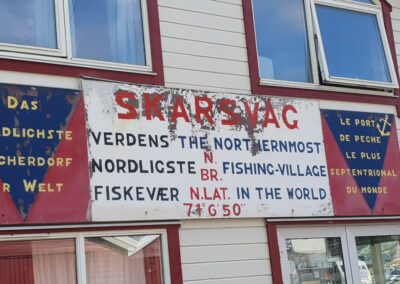 DAS
NÖRDLICHSTE
FISCHERDORF
DER WELT
SKARSVÅG
VERDENS THE NORTHERNMOST
NORDLIGSTE N. BR. FISHING-VILLAGE
FISKEVÆR N.LAT. IN THE WORLD
71° 6' 50"
LE PORT
DE PECHE
LE PLUS
SEPTENTRIONAL
DU MONDE